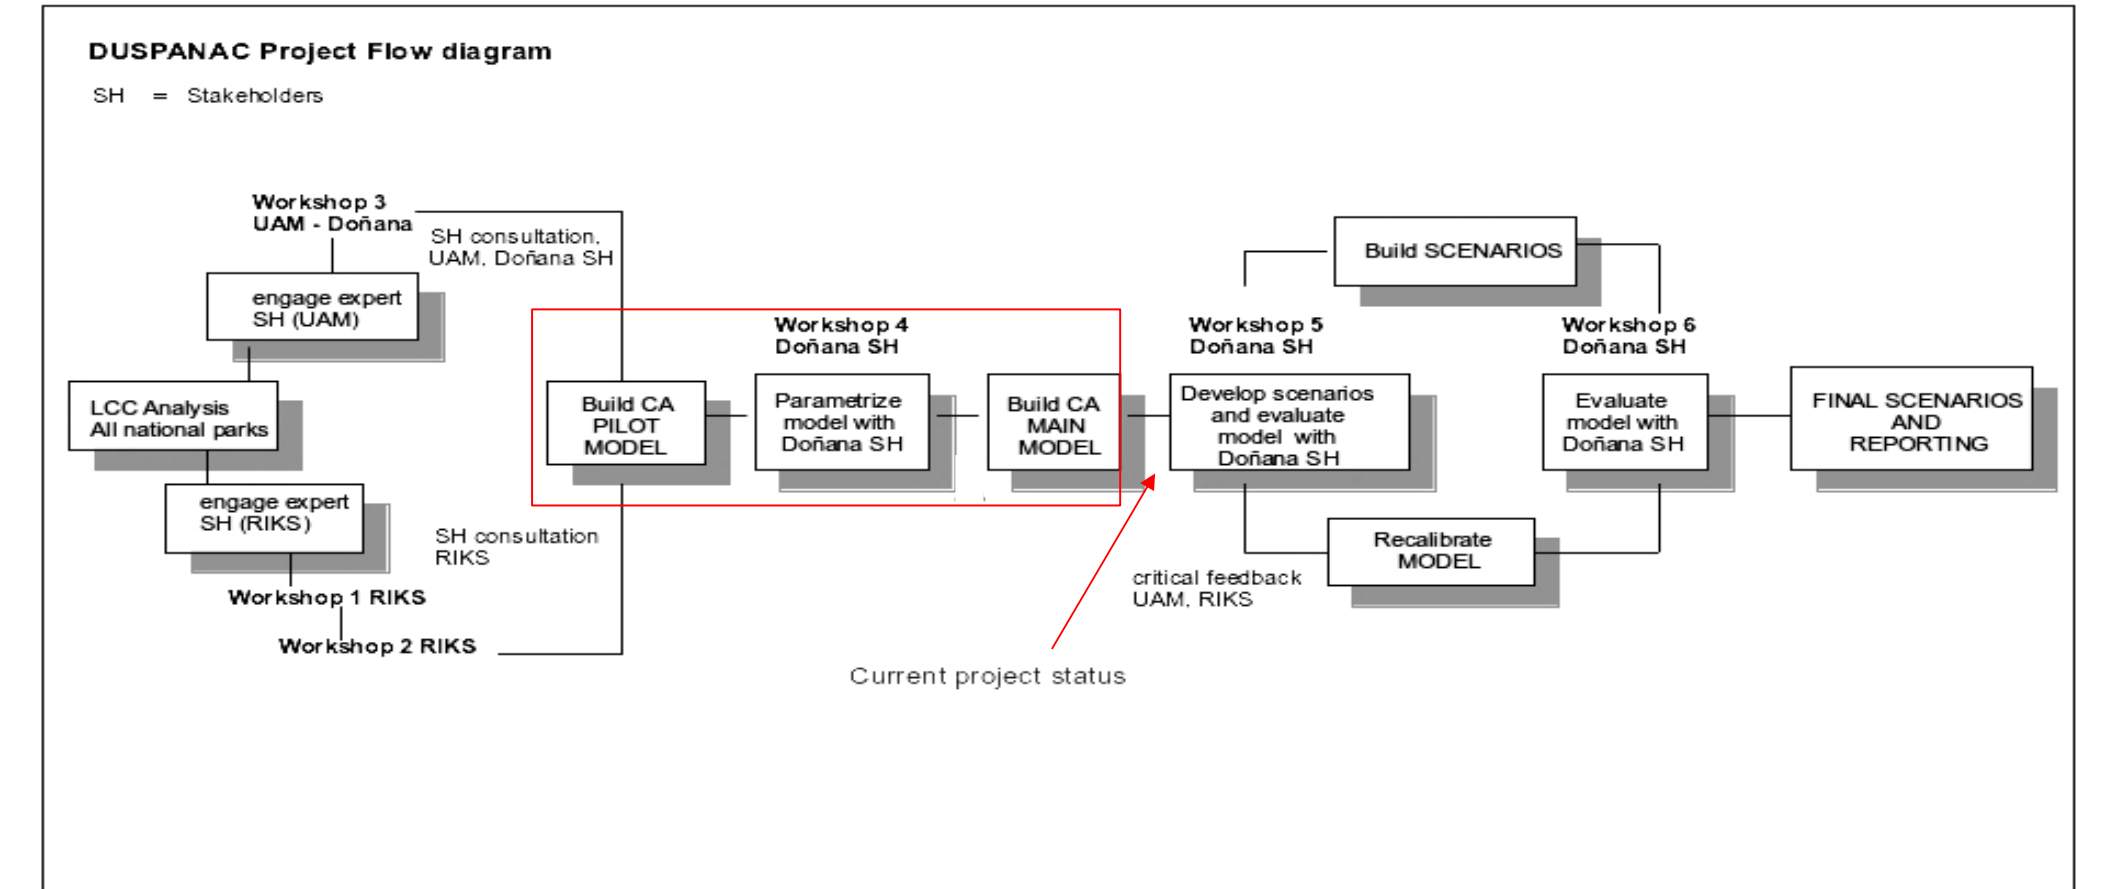 DUSPANAC Project Flow diagram
SH = Stakeholders
Workshop 3
UAM - Doñana
SH consultation,
UAM, Doñana SH
engage expert
SH (UAM)
LCC Analysis
All national parks
engage expert
SH (RIKS)
Workshop 1 RIKS
Workshop 2 RIKS
SH consultation
RIKS
Build CA
PILOT
MODEL
Workshop 4
Doñana SH
Parametrize
model with
Doñana SH
Build CA
MAIN
MODEL
Workshop 5
Doñana SH
Develop scenarios
and evaluate
model with
Doñana SH
Build SCENARIOS
critical feedback
UAM, RIKS
Recalibrate
MODEL
Workshop 6
Doñana SH
Evaluate
model with
Doñana SH
FINAL SCENARIOS
AND
REPORTING
Current project status